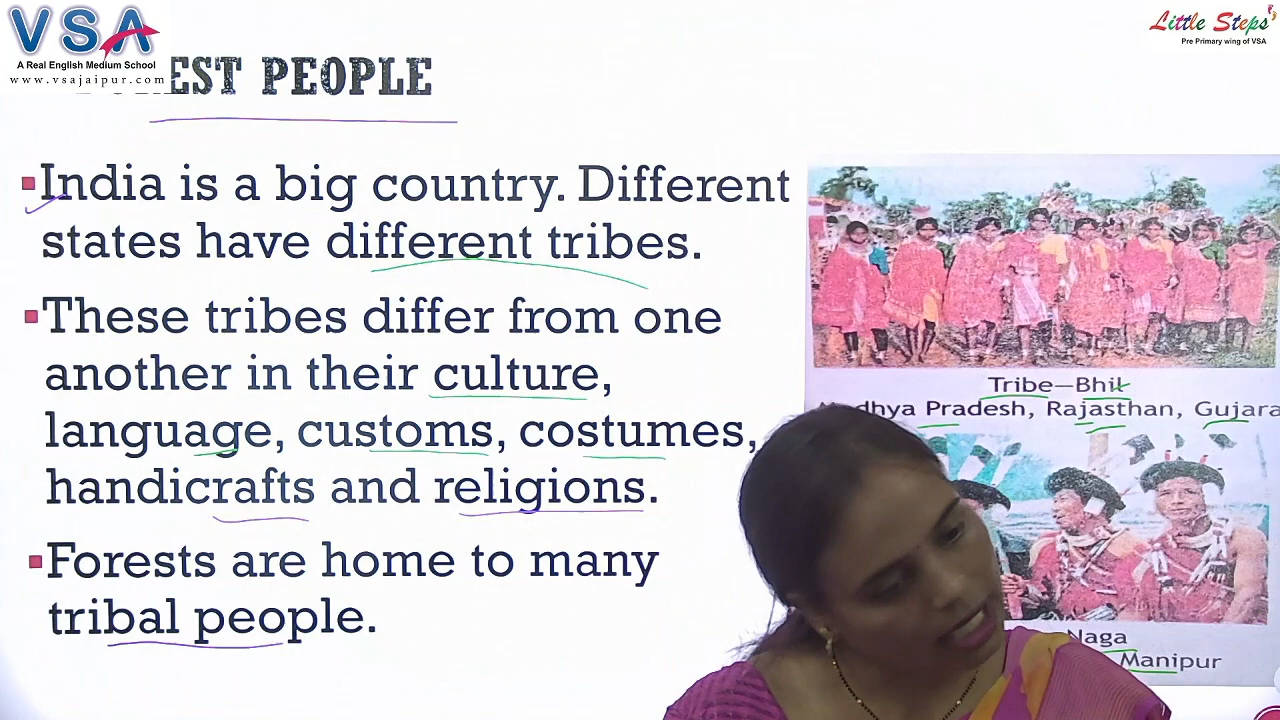 VSA
A Real English Medium School
www.vsajaipur.com
Little Steps
Pre Primary wing of VSA
EST PEOPLE
India is a big country. Different
states have different tribes.
These tribes differ from one
another in their culture,
language, customs, costumes,
handicrafts and religions.
Forests are home to many
tribal people.
Tribe—Bhil
dhya Pradesh, Rajasthan, Gujara
Naga
Manipur